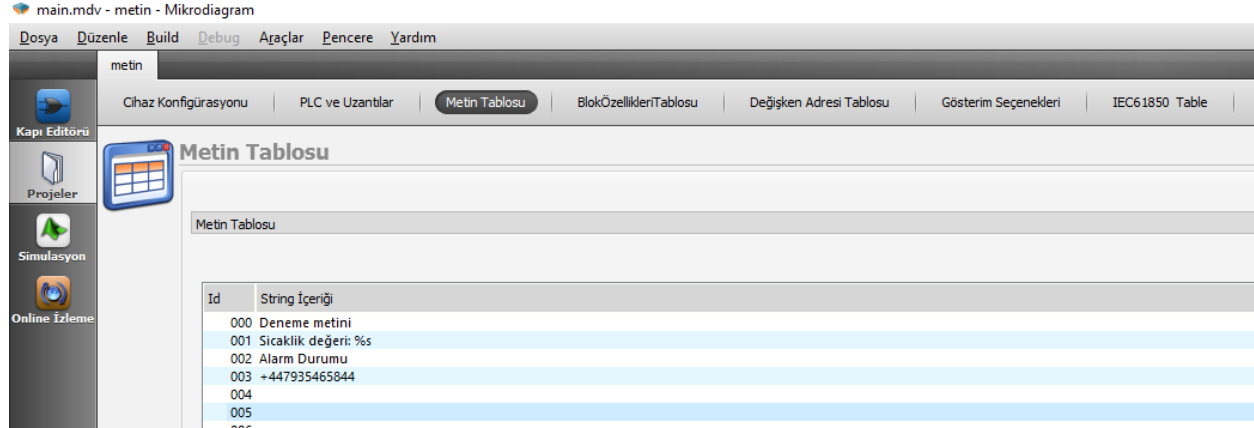 main.mdv - metin - Mikrodiagram
Dosya Düzenle Build Debug Araçlar Pencere Yardım
metin
Cihaz Konfigürasyonu PLC ve Uzantılar Metin Tablosu BlokÖzellikleriTablosu Değişken Adresi Tablosu Gösterim Seçenekleri IEC61850 Table
Kapı Editörü
Projeler
Simulasyon
Online İzleme
Metin Tablosu
Metin Tablosu
Id String İçeriği
000 Deneme metini
001 Sicaklik değeri: %s
002 Alarm Durumu
003 +447935465844
004
005